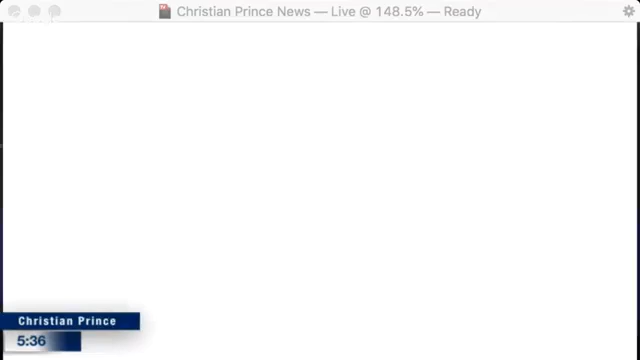 Christian Prince News — Live @ 148.5% — Ready
Christian Prince
5:36